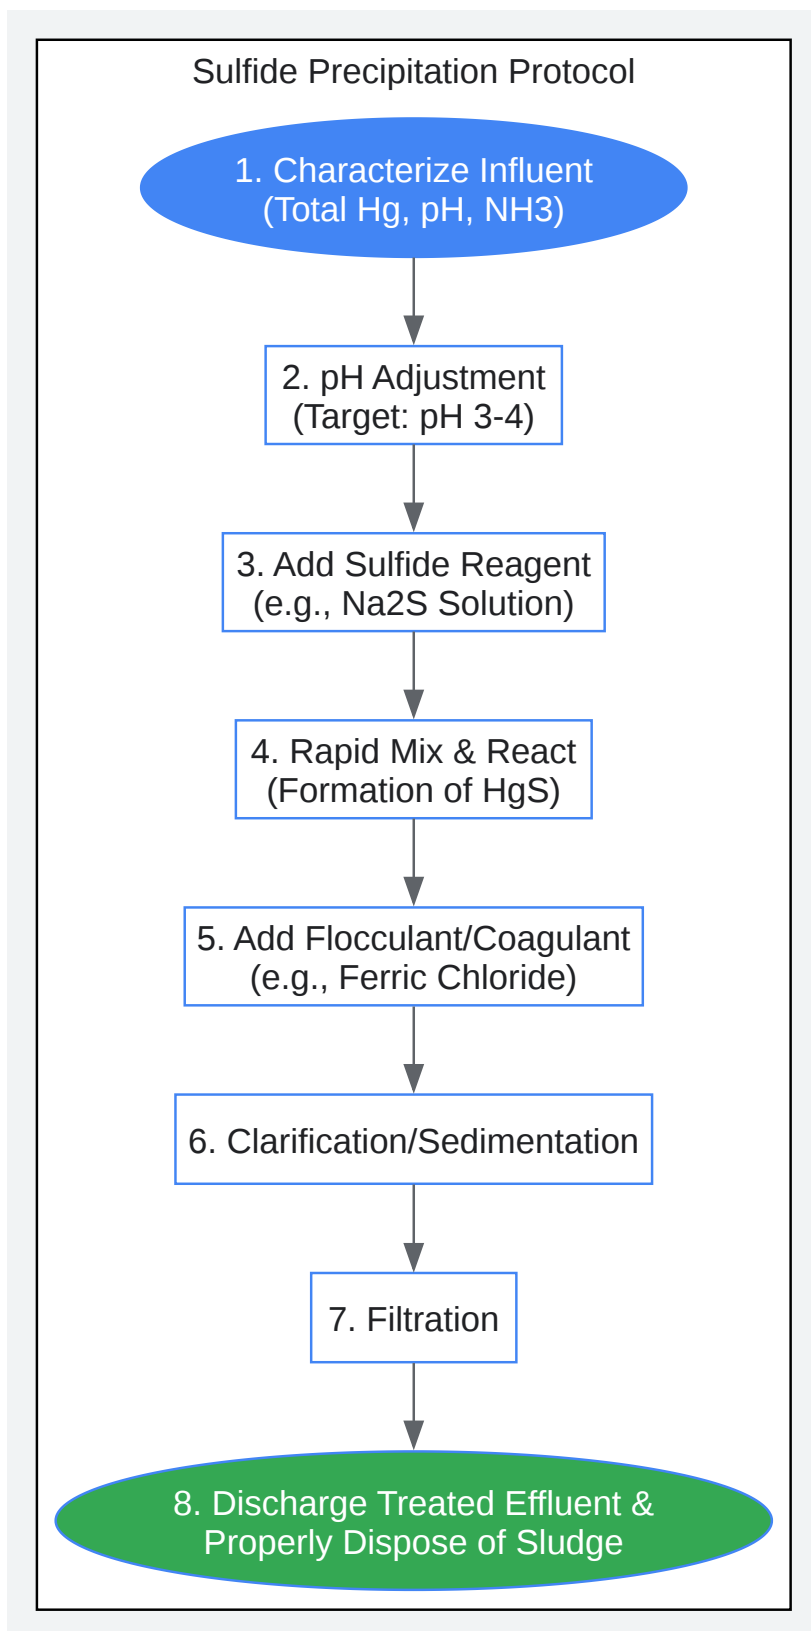 Sulfide Precipitation Protocol
1. Characterize Influent
(Total Hg, pH, NH3)
2. pH Adjustment
(Target: pH 3-4)
3. Add Sulfide Reagent
(e.g., Na2S Solution)
4. Rapid Mix & React
(Formation of HgS)
5. Add Flocculant/Coagulant
(e.g., Ferric Chloride)
6. Clarification/Sedimentation
7. Filtration
8. Discharge Treated Effluent &
Properly Dispose of Sludge